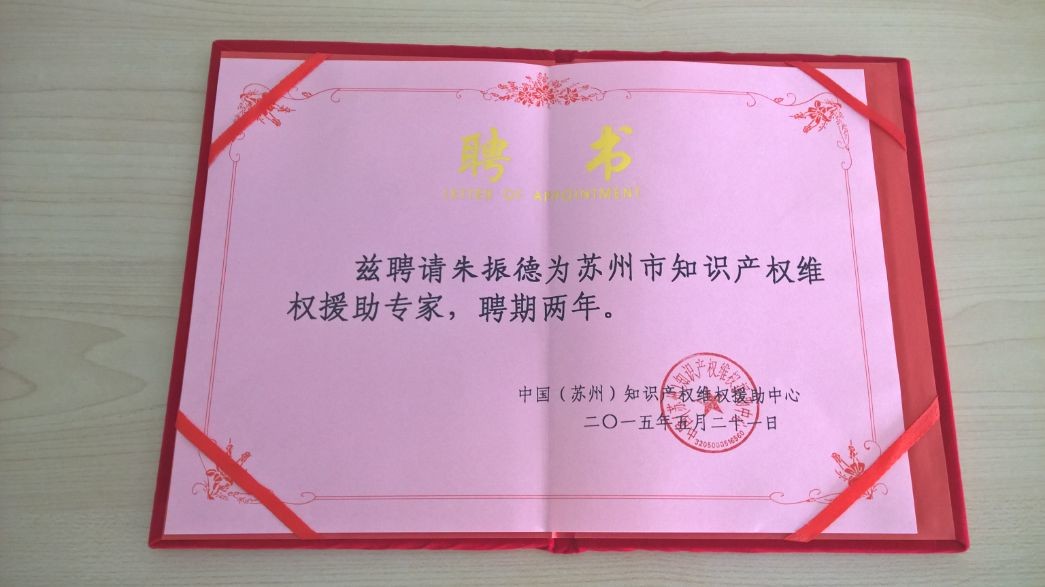 聘书
LETTER OF APPOINTMENT
兹聘请朱振德为苏州市知识产权维
权援助专家，聘期两年。
中国（苏州）知识产权维权援助中心
二〇一五年五月二十一日